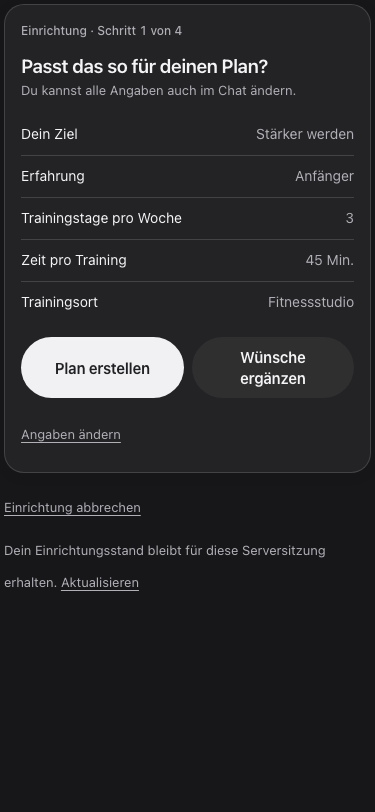 Einrichtung · Schritt 1 von 4
Passt das so für deinen Plan?
Du kannst alle Angaben auch im Chat ändern.
Dein Ziel Stärker werden
Erfahrung Anfänger
Trainingstage pro Woche 3
Zeit pro Training 45 Min.
Trainingsort Fitnessstudio
Plan erstellen
Wünsche
ergänzen
Angaben ändern
Einrichtung abbrechen
Dein Einrichtungsstand bleibt für diese Serversitzung
erhalten. Aktualisieren